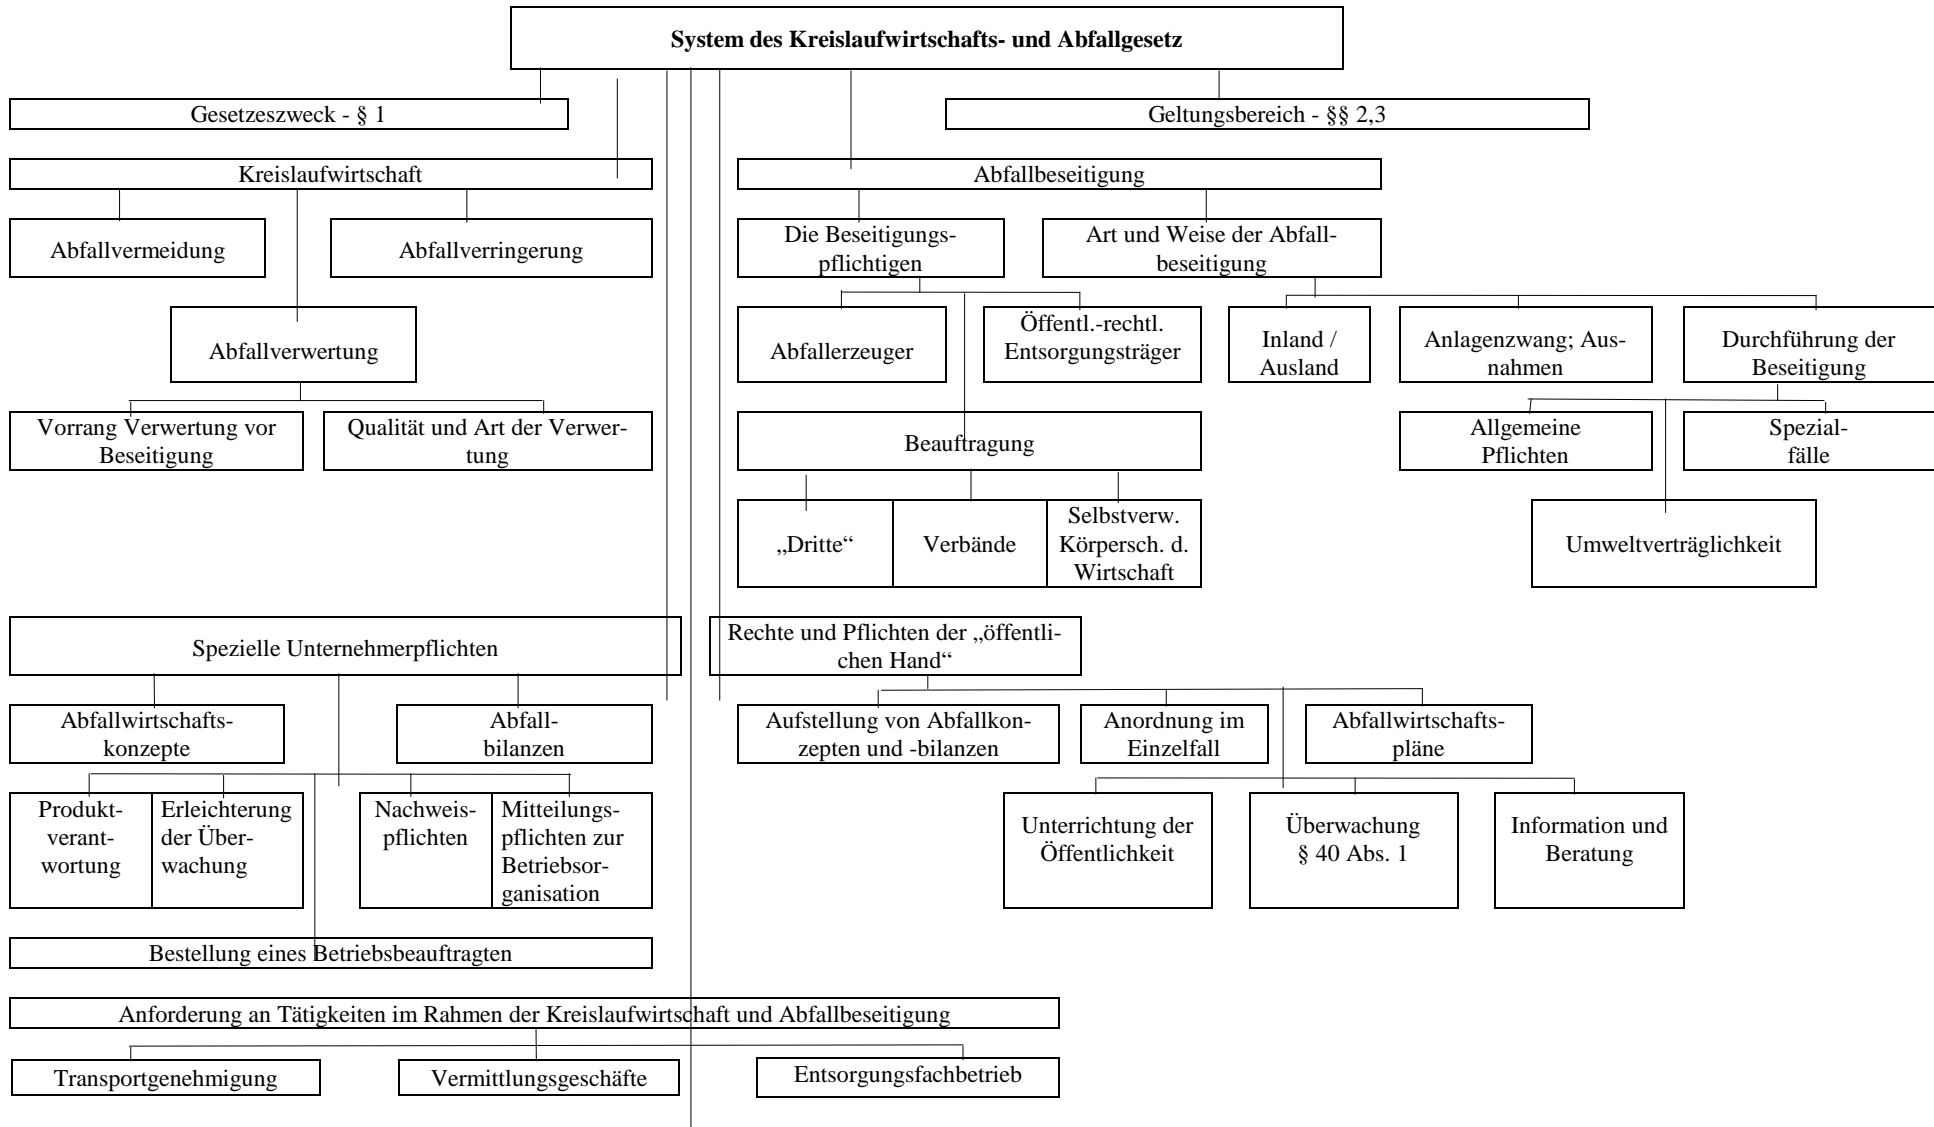 System des Kreislaufwirtschafts- und Abfallgesetz
Gesetzeszweck - § 1
Geltungsbereich - §§ 2,3
Kreislaufwirtschaft
Abfallbeseitigung
Abfallvermeidung
Abfallverringerung
Die Beseitigungs-
pflichtigen
Art und Weise der Abfall-
beseitigung
Abfallverwertung
Abfallerzeuger
Öffentl.-rechtl.
Entsorgungsträger
Inland /
Ausland
Anlagenzwang; Aus-
nahmen
Durchführung der
Beseitigung
Vorrang Verwertung vor
Beseitigung
Qualität und Art der Verwer-
tung
Beauftragung
Allgemeine
Pflichten
Spezial-
fälle
„Dritte“
Verbände
Selbstverw.
Körpersch. d.
Wirtschaft
Umweltverträglichkeit
Spezielle Unternehmerpflichten
Rechte und Pflichten der „öffentli-
chen Hand“
Abfallwirtschafts-
konzepte
Abfall-
bilanzen
Aufstellung von Abfallkon-
zepten und -bilanzen
Anordnung im
Einzelfall
Abfallwirtschafts-
pläne
Produkt-
verant-
wortung
Erleichterung
der Über-
wachung
Nachweis-
pflichten
Mitteilungs-
pflichten zur
Betriebsor-
ganisation
Unterrichtung der
Öffentlichkeit
Überwachung
§ 40 Abs. 1
Information und
Beratung
Bestellung eines Betriebsbeauftragten
Anforderung an Tätigkeiten im Rahmen der Kreislaufwirtschaft und Abfallbeseitigung
Transportgenehmigung
Vermittlungsgeschäfte
Entsorgungsfachbetrieb